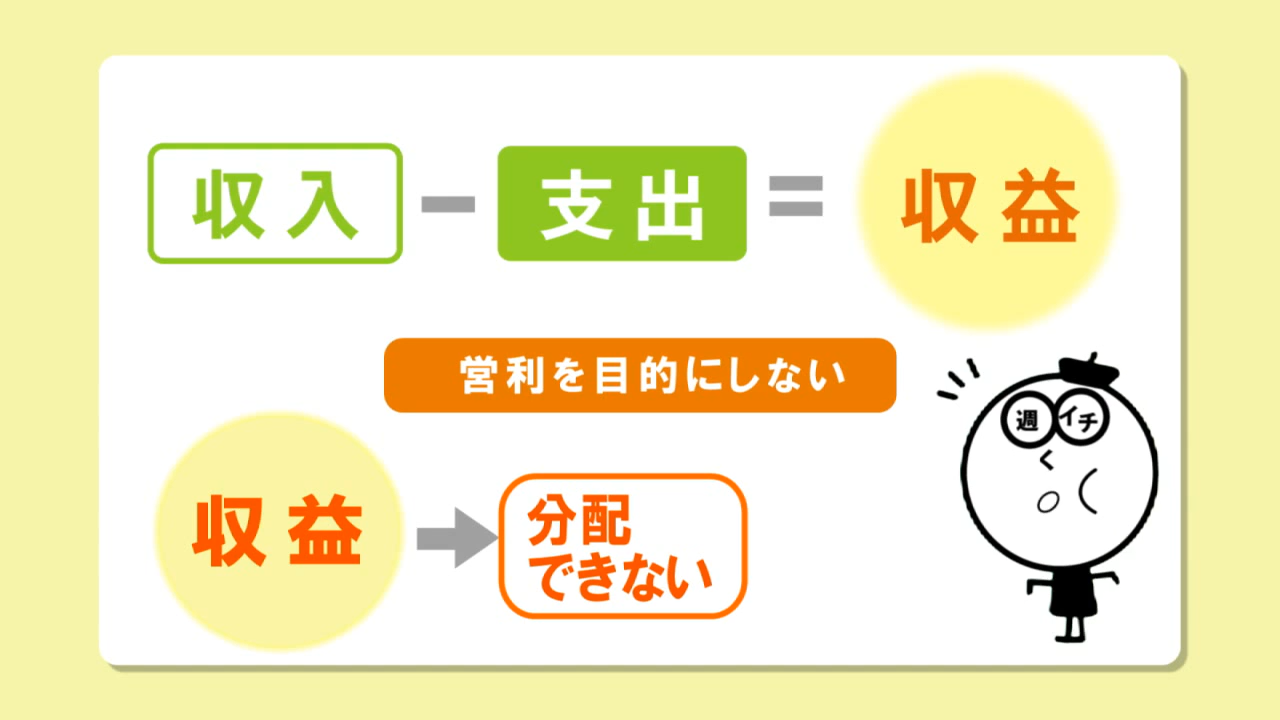 収入 － 支出 ＝ 収益
営利を目的にしない
週イチ
収益
分配
できない